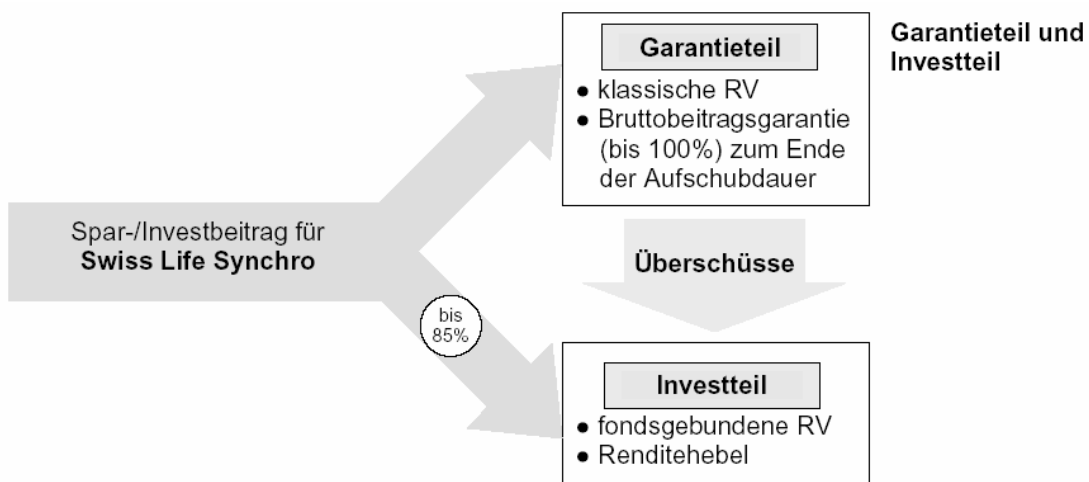 Garantieteil
● klassische RV
● Bruttobeitragsgarantie
(bis 100%) zum Ende
der Aufschubdauer
Garantieteil und
Investteil
Spar-/Investbeitrag für
Swiss Life Synchro
Überschüsse
bis
85%
Investteil
● fondsgebundene RV
● Renditehebel